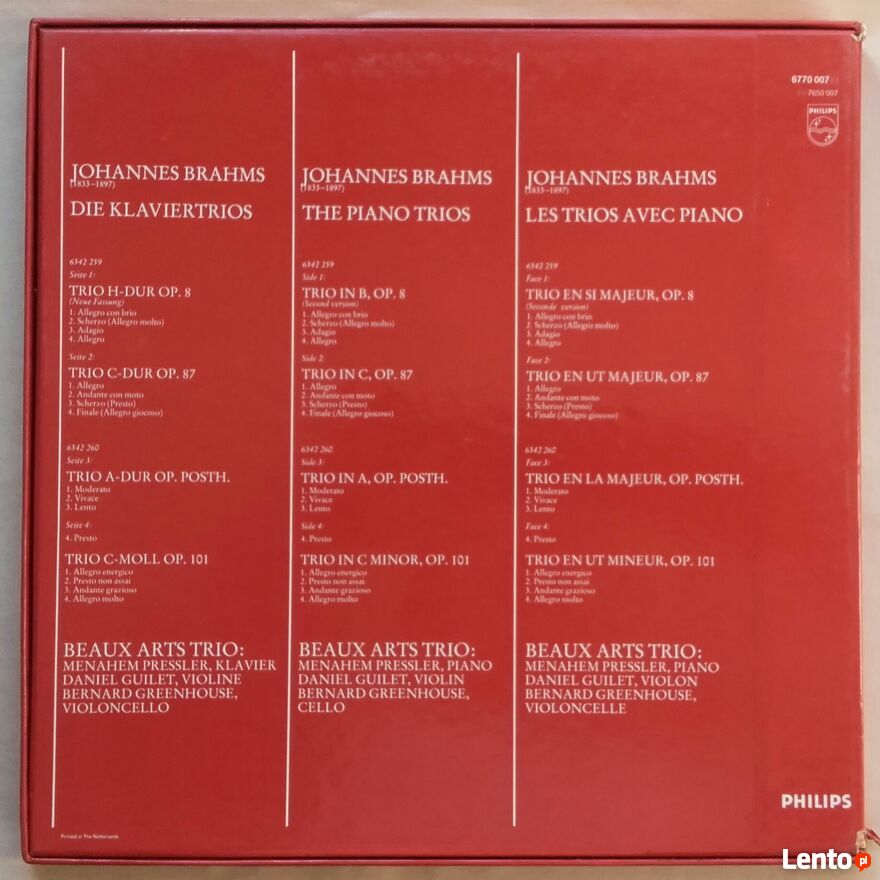 6770 007
7650 007
PHILIPS
JOHANNES BRAHMS
(1833–1897)
DIE KLAVIERTRIOS
6542 259
Seite 1:
TRIO H-DUR OP. 8
(Neue Fassung)
1. Allegro con brio
2. Scherzo (Allegro molto)
3. Adagio
4. Allegro
Seite 2:
TRIO C-DUR OP. 87
1. Allegro
2. Andante con moto
3. Scherzo (Presto)
4. Finale (Allegro giocoso)
6542 260
Seite 3:
TRIO A-DUR OP. POSTH.
1. Moderato
2. Vivace
3. Lento
Seite 4:
4. Presto
TRIO C-MOLL OP. 101
1. Allegro energico
2. Presto non assai
3. Andante grazioso
4. Allegro molto
BEAUX ARTS TRIO:
MENAHEM PRESSLER, KLAVIER
DANIEL GUILET, VIOLINE
BERNARD GREENHOUSE,
VIOLONCELLO
JOHANNES BRAHMS
(1833–1897)
THE PIANO TRIOS
6542 259
Side 1:
TRIO IN B, OP. 8
(Second version)
1. Allegro con brio
2. Scherzo (Allegro molto)
3. Adagio
4. Allegro
Side 2:
TRIO IN C, OP. 87
1. Allegro
2. Andante con moto
3. Scherzo (Presto)
4. Finale (Allegro giocoso)
6542 260
Side 3:
TRIO IN A, OP. POSTH.
1. Moderato
2. Vivace
3. Lento
Side 4:
4. Presto
TRIO IN C MINOR, OP. 101
1. Allegro energico
2. Presto non assai
3. Andante grazioso
4. Allegro molto
BEAUX ARTS TRIO:
MENAHEM PRESSLER, PIANO
DANIEL GUILET, VIOLIN
BERNARD GREENHOUSE,
CELLO
JOHANNES BRAHMS
(1833–1897)
LES TRIOS AVEC PIANO
6542 259
Face 1:
TRIO EN SI MAJEUR, OP. 8
(Seconde version)
1. Allegro con brio
2. Scherzo (Allegro molto)
3. Adagio
4. Allegro
Face 2:
TRIO EN UT MAJEUR, OP. 87
1. Allegro
2. Andante con moto
3. Scherzo (Presto)
4. Finale (Allegro giocoso)
6542 260
Face 3:
TRIO EN LA MAJEUR, OP. POSTH.
1. Moderato
2. Vivace
3. Lento
Face 4:
4. Presto
TRIO EN UT MINEUR, OP. 101
1. Allegro energico
2. Presto non assai
3. Andante grazioso
4. Allegro molto
BEAUX ARTS TRIO:
MENAHEM PRESSLER, PIANO
DANIEL GUILET, VIOLON
BERNARD GREENHOUSE,
VIOLONCELLE
PHILIPS
Printed in The Netherlands
Lento pl